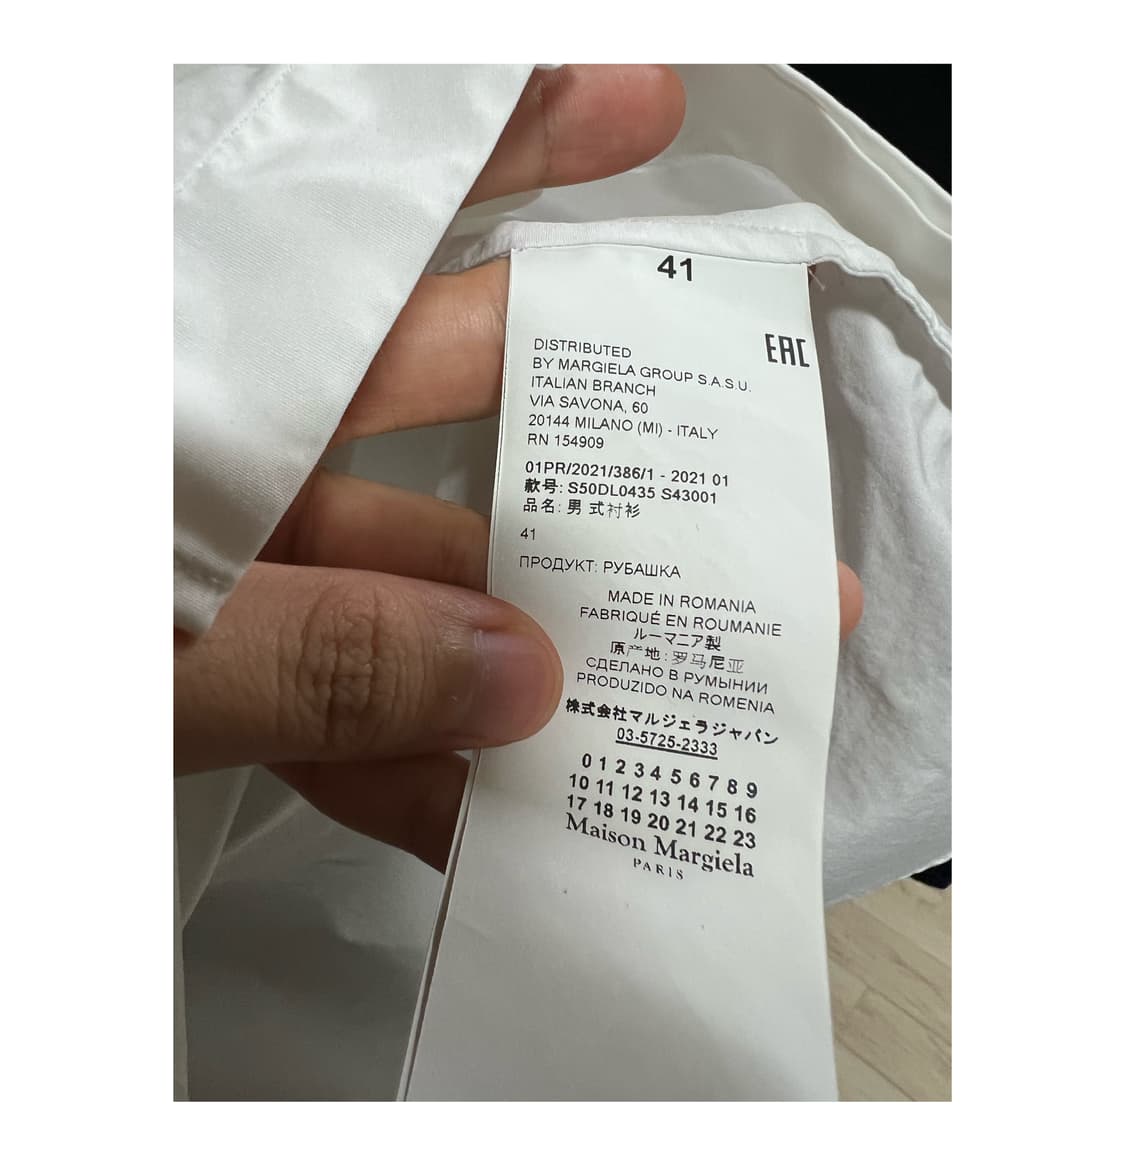 41
EAC
DISTRIBUTED
BY MARGIELA GROUP S.A.S.U.
ITALIAN BRANCH
VIA SAVONA, 60
20144 MILANO (MI) - ITALY
RN 154909
01PR/2021/386/1 - 2021 01
款号: S50DL0435 S43001
品名: 男 式衬衫
41
ПРОДУКТ: РУБАШКА
MADE IN ROMANIA
FABRIQUÉ EN ROUMANIE
ルーマニア製
原产地: 罗马尼亚
СДЕЛАНО В РУМЫНИИ
PRODUZIDO NA ROMENIA
株式会社マルジェラジャパン
03-5725-2333
0 1 2 3 4 5 6 7 8 9
10 11 12 13 14 15 16
17 18 19 20 21 22 23
Maison Margiela
PARIS